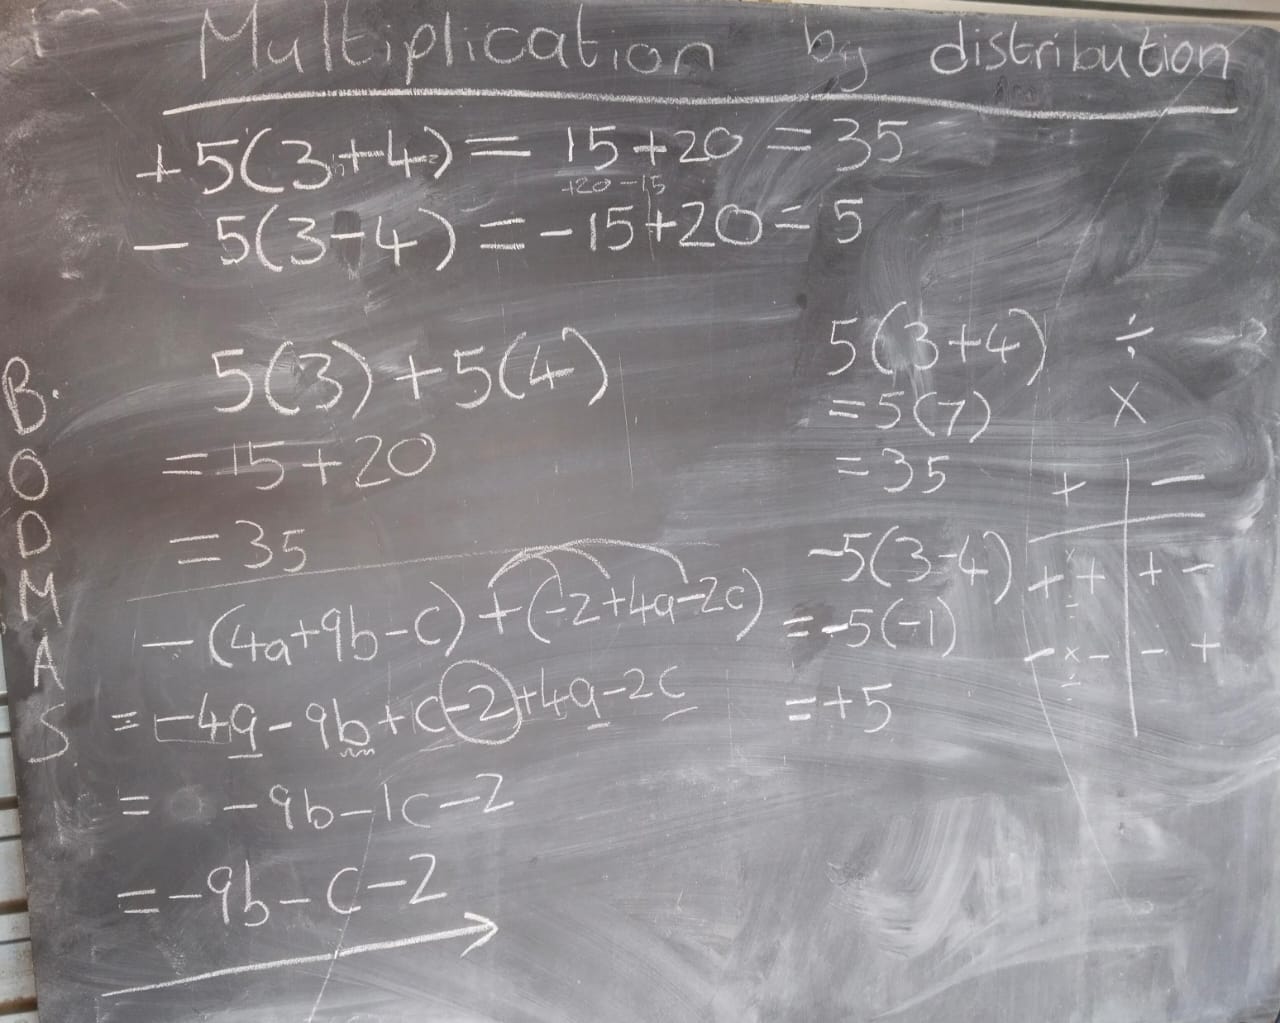 Multiplication by distribution
+5(3+4) = 15+20 = 35
+20 -15
- 5(3-4) = -15+20 = 5
5(3) + 5(4)
= 15+20
= 35
- (4a+9b-c) + (-2+4a-2c)
= -4a - 9b + c - 2 + 4a - 2c
= -9b - 1c - 2
= -9b - c - 2
B.
O
D
M
A
S
5(3+4)
= 5(7)
= 35
-5(3-4)
= -5(-1)
= +5
÷
×
+ | -
+ × + | + -
÷
- × - | - +
÷